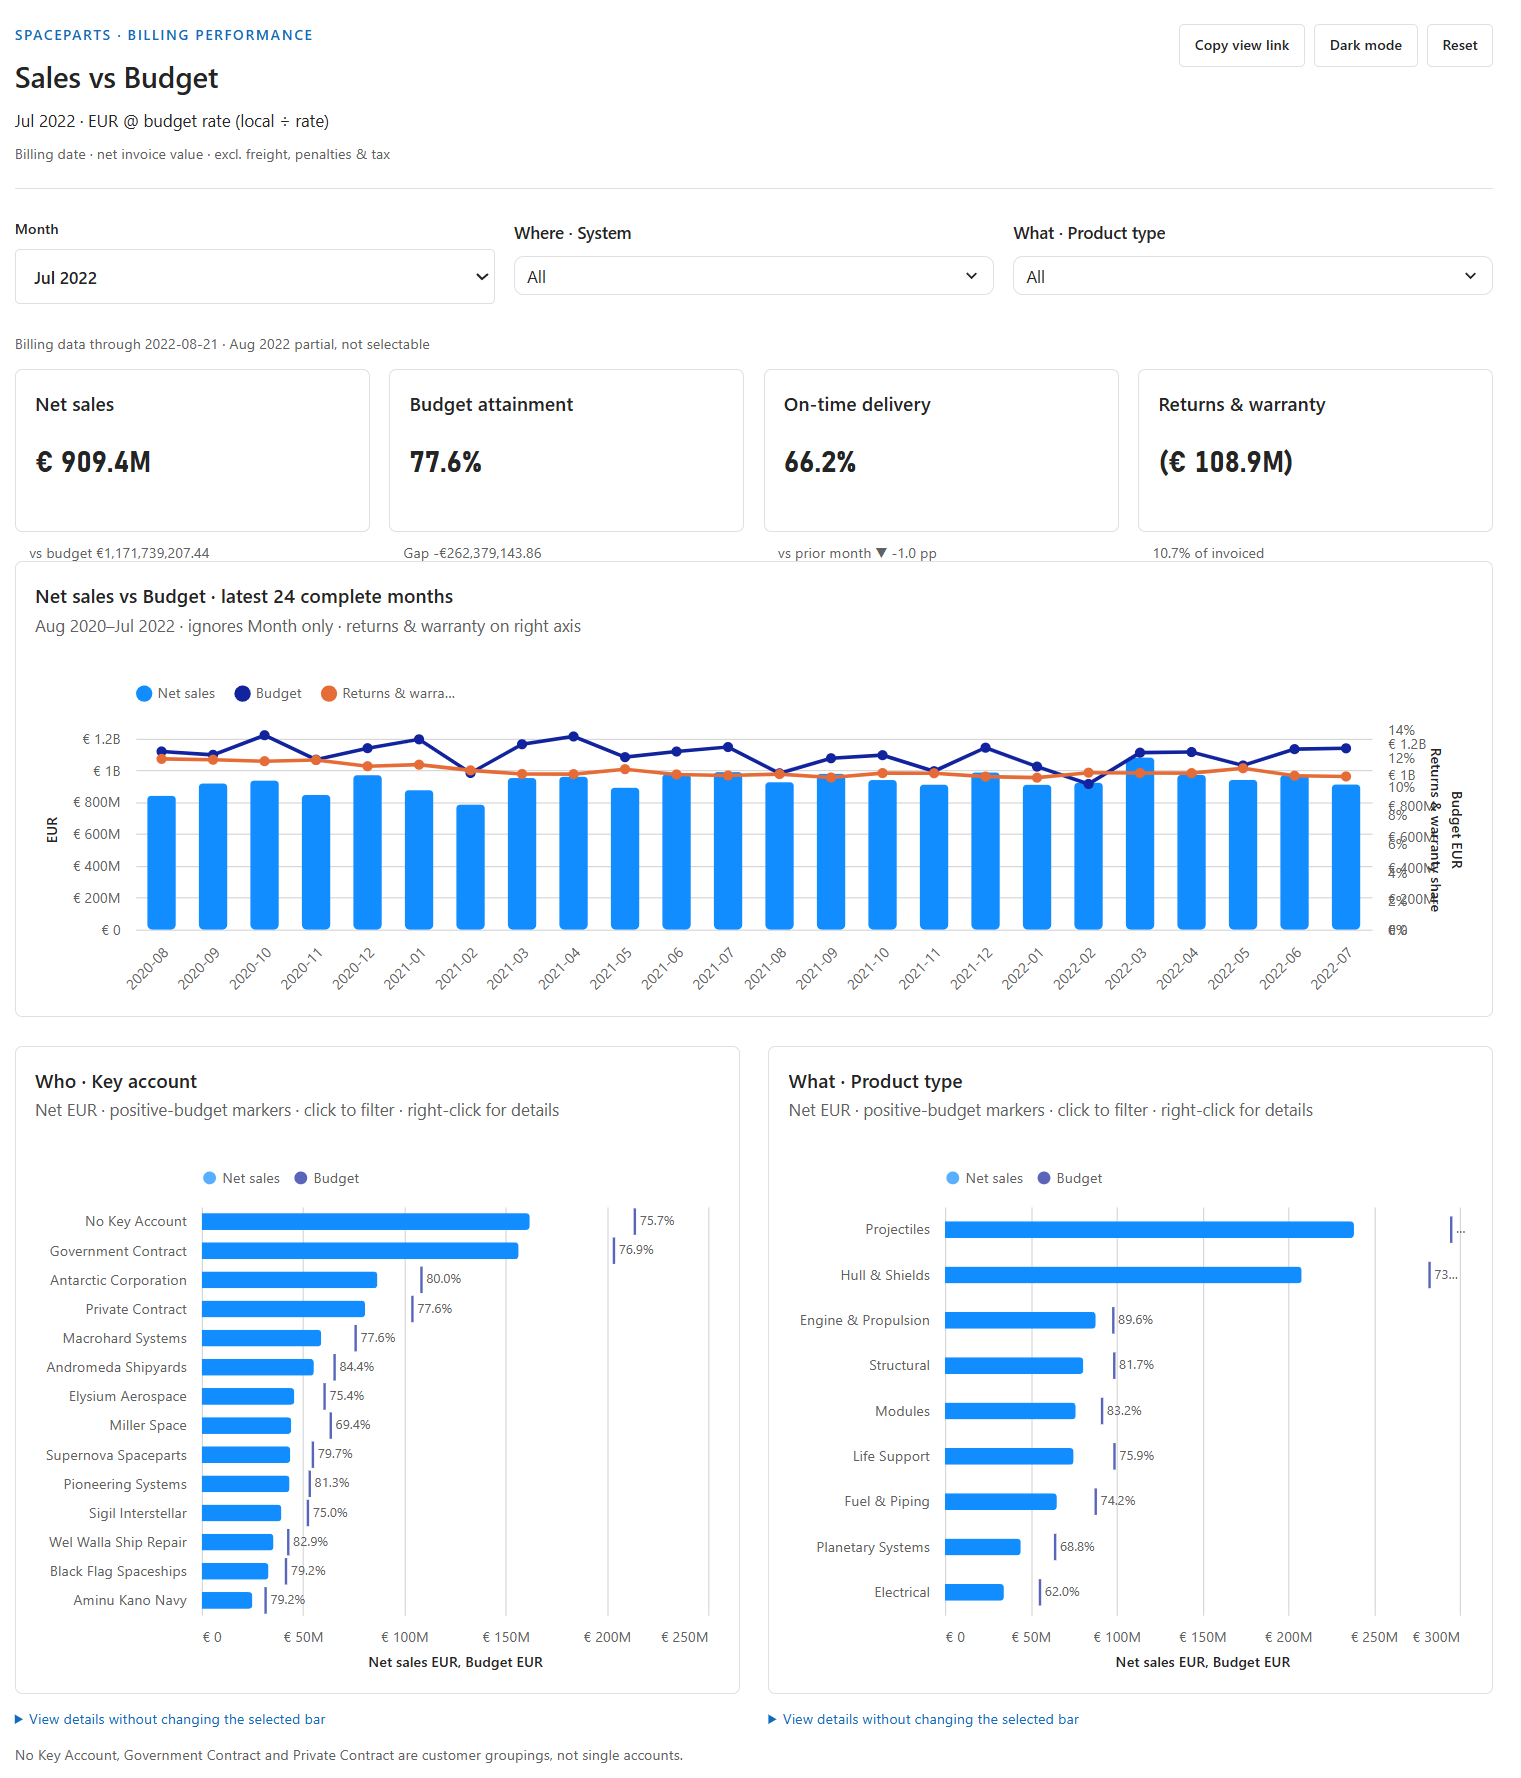 SPACEPARTS · BILLING PERFORMANCE
Copy view link
Dark mode
Reset
Sales vs Budget
Jul 2022 · EUR @ budget rate (local ÷ rate)
Billing date · net invoice value · excl. freight, penalties & tax
Month
Where · System
What · Product type
Jul 2022
All
All
Billing data through 2022-08-21 · Aug 2022 partial, not selectable
Net sales
Budget attainment
On-time delivery
Returns & warranty
€ 909.4M
77.6%
66.2%
(€ 108.9M)
vs budget €1,171,739,207.44
Gap -€262,379,143.86
vs prior month ▼ -1.0 pp
10.7% of invoiced
Net sales vs Budget · latest 24 complete months
Aug 2020–Jul 2022 · ignores Month only · returns & warranty on right axis
Net sales
Budget
Returns & warra...
€ 1.2B
€ 1B
€ 800M
€ 600M
€ 400M
€ 200M
€ 0
EUR
14%
€ 1.2B
12%
€ 1B
10%
€ 800M
8%
€ 600M
6%
€ 400M
4%
€ 200M
2%
€ 0
0%
Returns & warranty share
Budget EUR
2020-08
2020-09
2020-10
2020-11
2020-12
2021-01
2021-02
2021-03
2021-04
2021-05
2021-06
2021-07
2021-08
2021-09
2021-10
2021-11
2021-12
2022-01
2022-02
2022-03
2022-04
2022-05
2022-06
2022-07
Who · Key account
Net EUR · positive-budget markers · click to filter · right-click for details
Net sales
Budget
No Key Account
75.7%
Government Contract
76.9%
Antarctic Corporation
80.0%
Private Contract
77.6%
Macrohard Systems
77.6%
Andromeda Shipyards
84.4%
Elysium Aerospace
75.4%
Miller Space
69.4%
Supernova Spaceparts
79.7%
Pioneering Systems
81.3%
Sigil Interstellar
75.0%
Wel Walla Ship Repair
82.9%
Black Flag Spaceships
79.2%
Aminu Kano Navy
79.2%
€ 0
€ 50M
€ 100M
€ 150M
€ 200M
€ 250M
Net sales EUR, Budget EUR
What · Product type
Net EUR · positive-budget markers · click to filter · right-click for details
Net sales
Budget
Projectiles
...
Hull & Shields
73...
Engine & Propulsion
89.6%
Structural
81.7%
Modules
83.2%
Life Support
75.9%
Fuel & Piping
74.2%
Planetary Systems
68.8%
Electrical
62.0%
€ 0
€ 50M
€ 100M
€ 150M
€ 200M
€ 250M
€ 300M
Net sales EUR, Budget EUR
▶ View details without changing the selected bar
▶ View details without changing the selected bar
No Key Account, Government Contract and Private Contract are customer groupings, not single accounts.